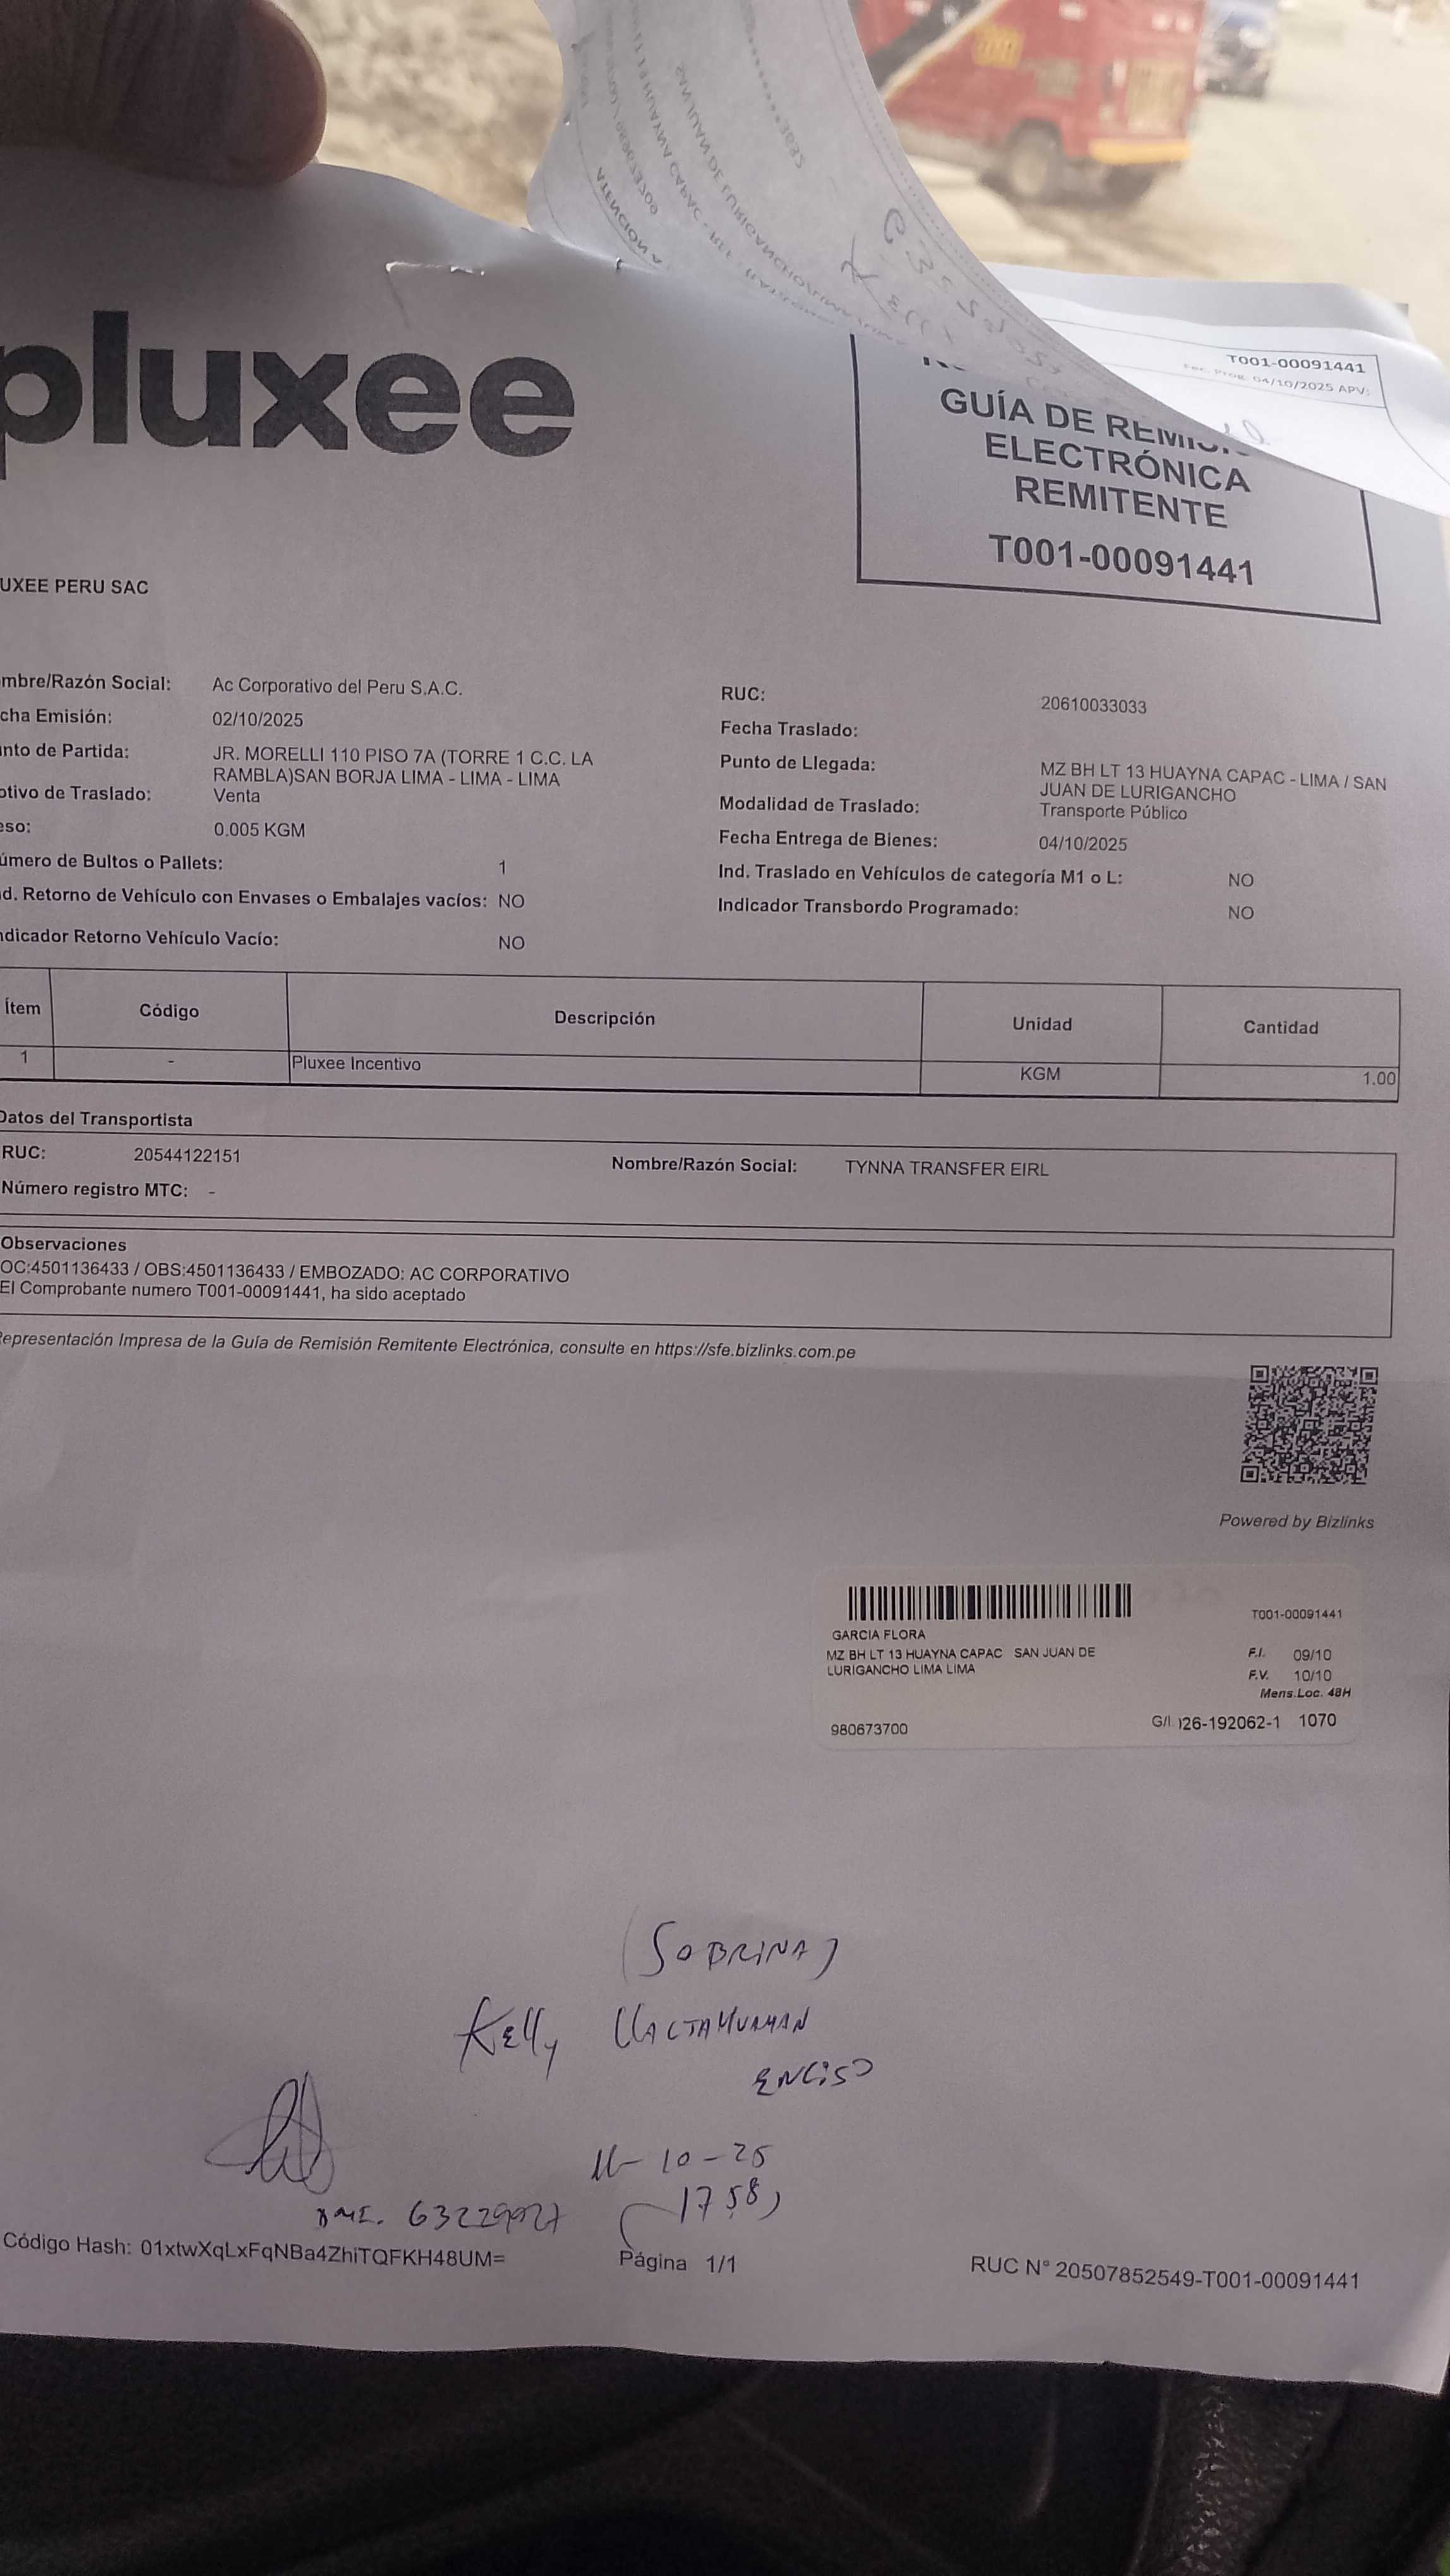 pluxee
T001-00091441
04/10/2025 APV:
GUÍA DE
ELECTRÓNICA
REMITENTE
T001-00091441
UXEE PERU SAC
mbre/Razón Social: Ac Corporativo del Peru S.A.C.
cha Emisión: 02/10/2025
nto de Partida: JR. MORELLI 110 PISO 7A (TORRE 1 C.C. LA
RAMBLA)SAN BORJA LIMA - LIMA - LIMA
otivo de Traslado: Venta
eso: 0.005 KGM
úmero de Bultos o Pallets: 1
d. Retorno de Vehículo con Envases o Embalajes vacíos: NO
ndicador Retorno Vehículo Vacío: NO
RUC: 20610033033
Fecha Traslado:
Punto de Llegada: MZ BH LT 13 HUAYNA CAPAC - LIMA / SAN
JUAN DE LURIGANCHO
Modalidad de Traslado: Transporte Público
Fecha Entrega de Bienes: 04/10/2025
Ind. Traslado en Vehículos de categoría M1 o L: NO
Indicador Transbordo Programado: NO
Ítem Código Descripción Unidad Cantidad
1 - Pluxee Incentivo KGM 1.00
Datos del Transportista
RUC: 20544122151 Nombre/Razón Social: TYNNA TRANSFER EIRL
Número registro MTC: -
Observaciones
OC:4501136433 / OBS:4501136433 / EMBOZADO: AC CORPORATIVO
El Comprobante numero T001-00091441, ha sido aceptado
Representación Impresa de la Guía de Remisión Remitente Electrónica, consulte en https://sfe.bizlinks.com.pe
Powered by Bizlinks
T001-00091441
GARCIA FLORA
MZ BH LT 13 HUAYNA CAPAC SAN JUAN DE
LURIGANCHO LIMA LIMA
F.I. 09/10
F.V. 10/10
Mens.Loc. 48H
980673700 G/I 026-192062-1 1070
(SOBRINA)
Kelly LLACTAHUAMAN
ENCISO
11-10-25
(1758)
Código Hash: 01xtwXqLxFqNBa4ZhiTQFKH48UM= Página 1/1 RUC N° 20507852549-T001-00091441